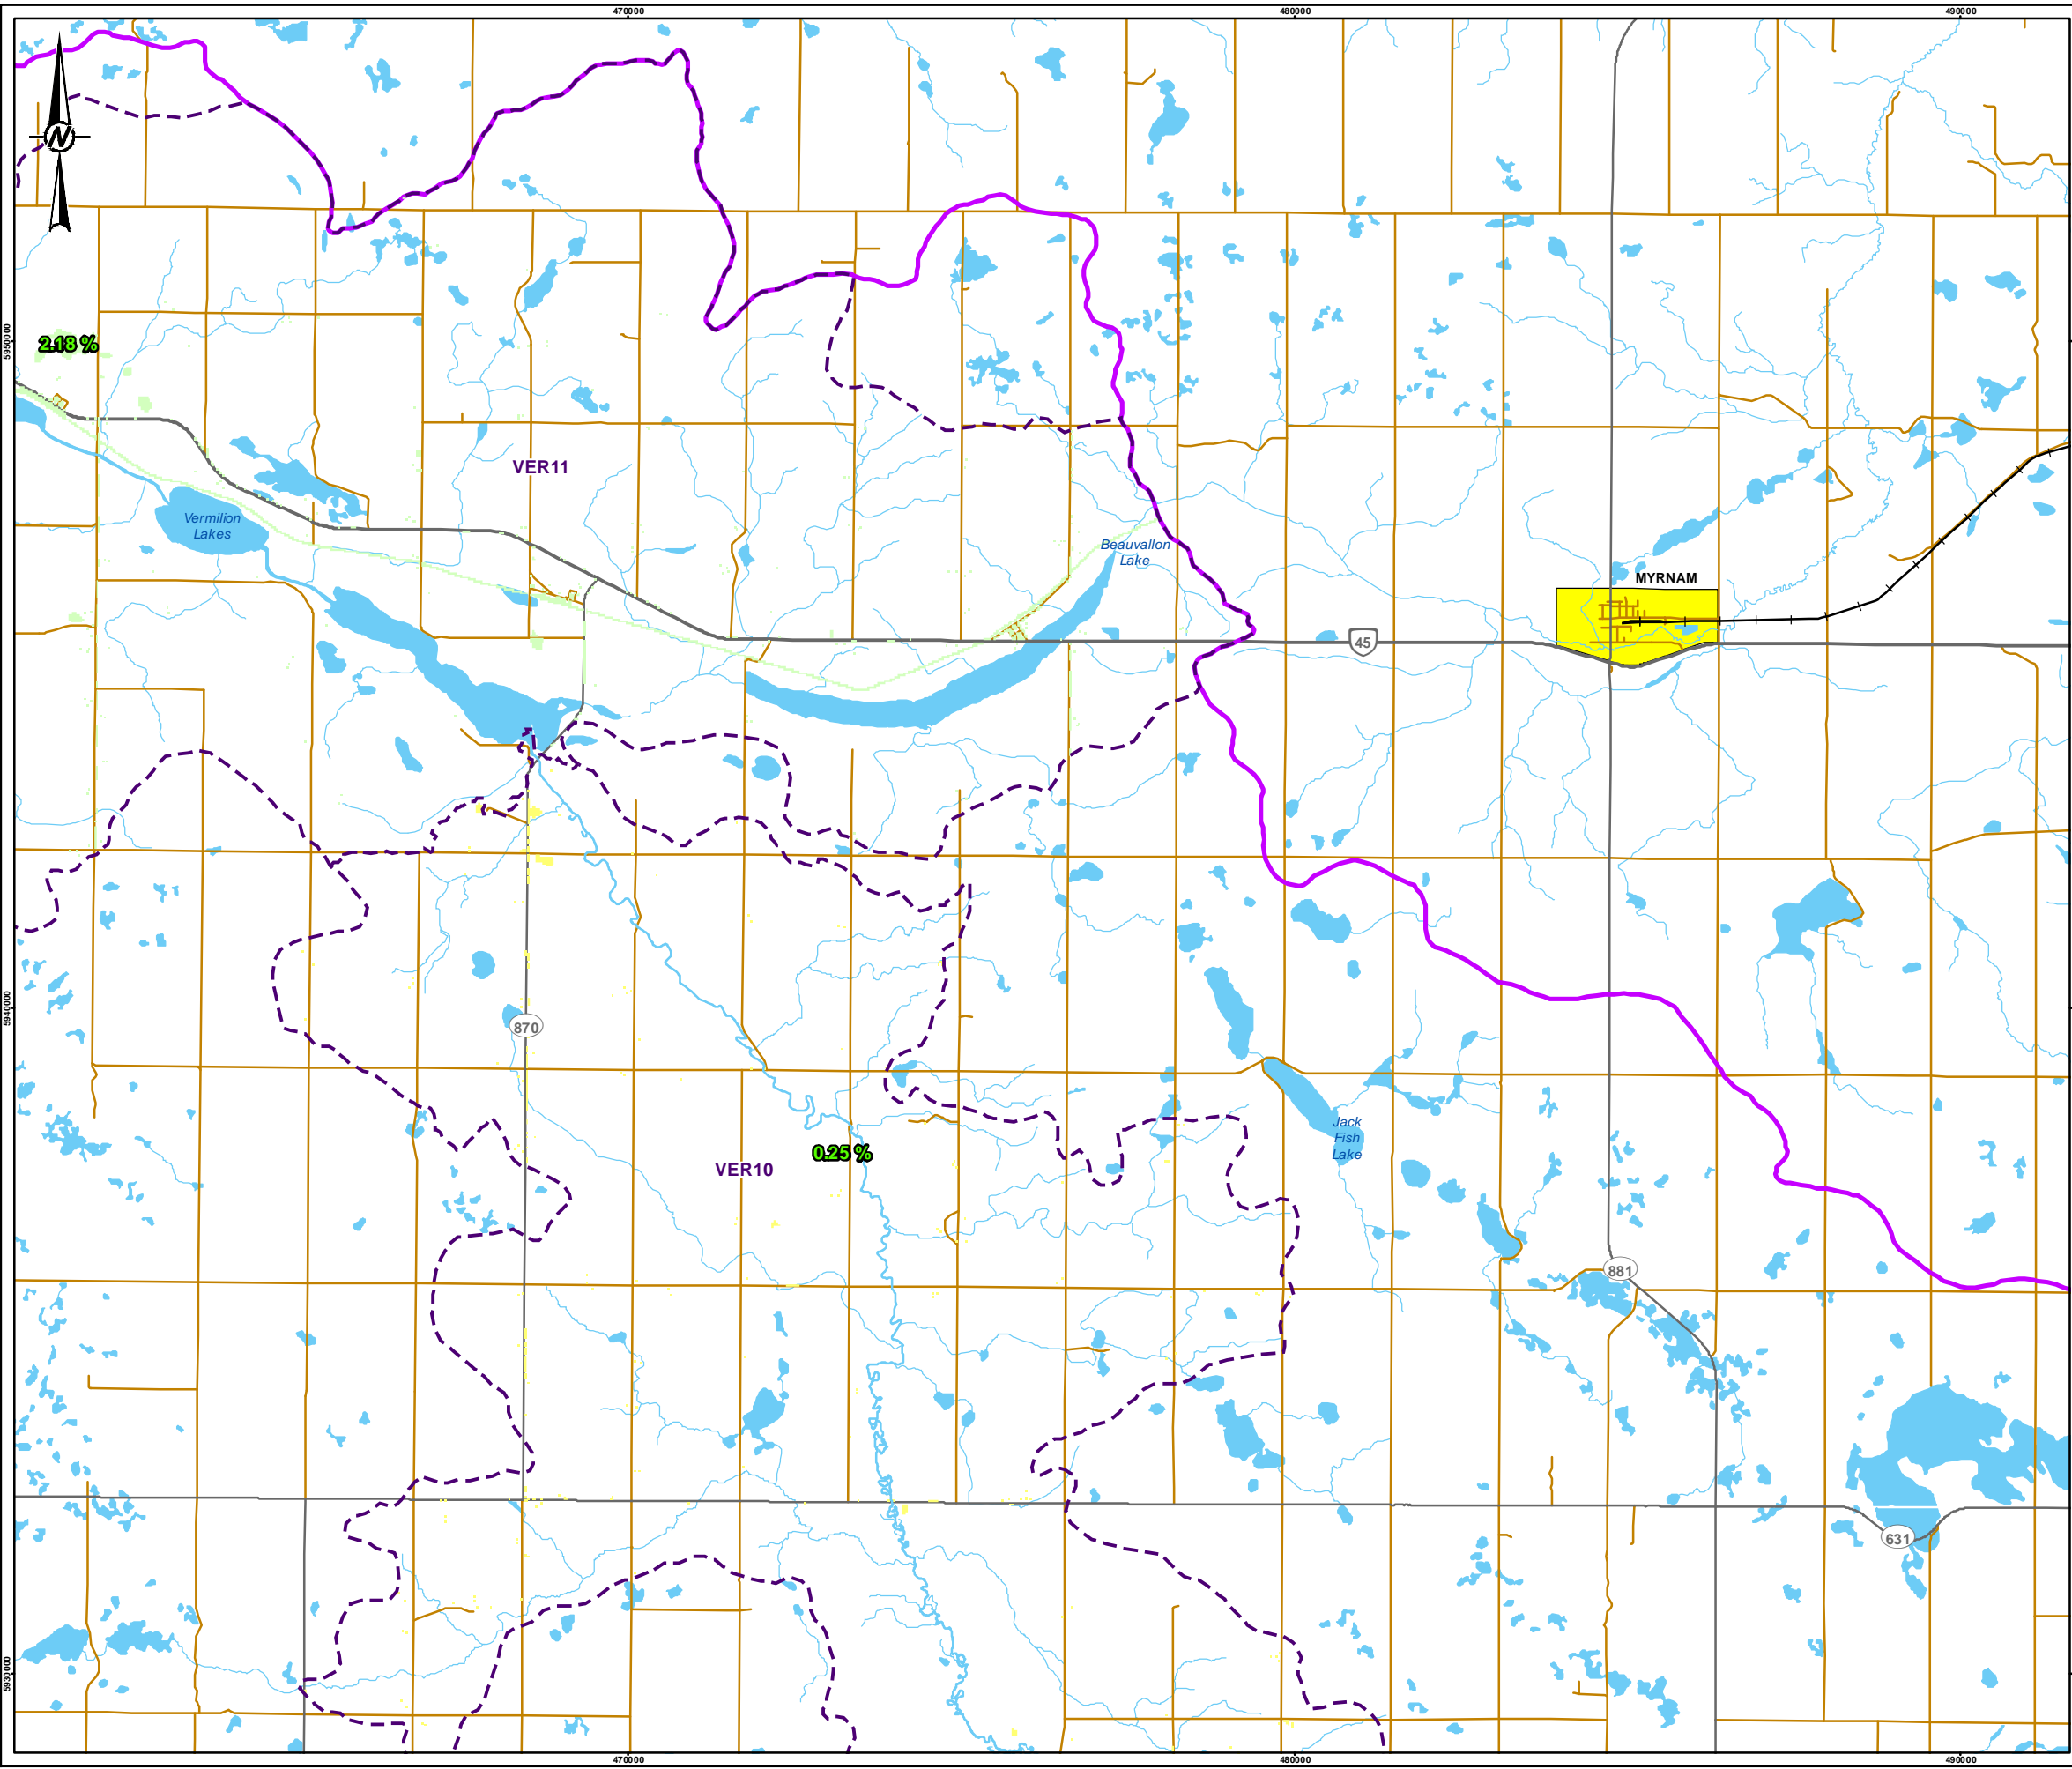 470000
480000
490000
N
5950000
2.18 %
VER11
Vermilion
Lakes
Beauvallon
Lake
MYRNAM
45
5940000
870
Jack
Fish
Lake
0.25 %
VER10
881
631
5930000
470000
480000
490000